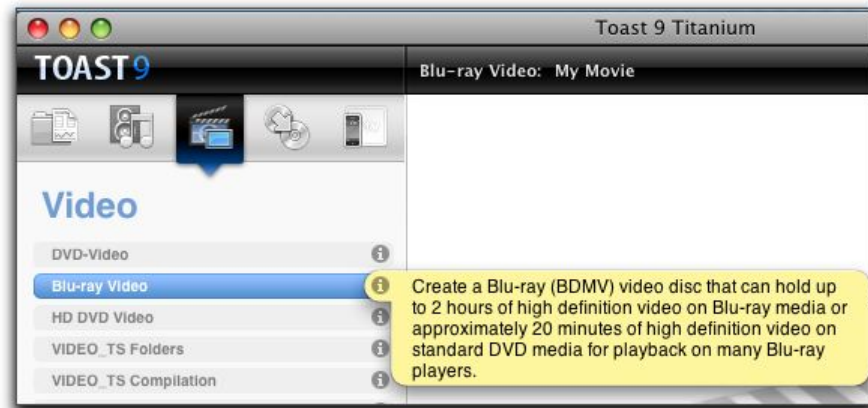 Toast 9 Titanium
TOAST 9
Blu-ray Video: My Movie
Video
DVD-Video
Blu-ray Video
HD DVD Video
VIDEO_TS Folders
VIDEO_TS Compilation
Create a Blu-ray (BDMV) video disc that can hold up
to 2 hours of high definition video on Blu-ray media or
approximately 20 minutes of high definition video on
standard DVD media for playback on many Blu-ray
players.